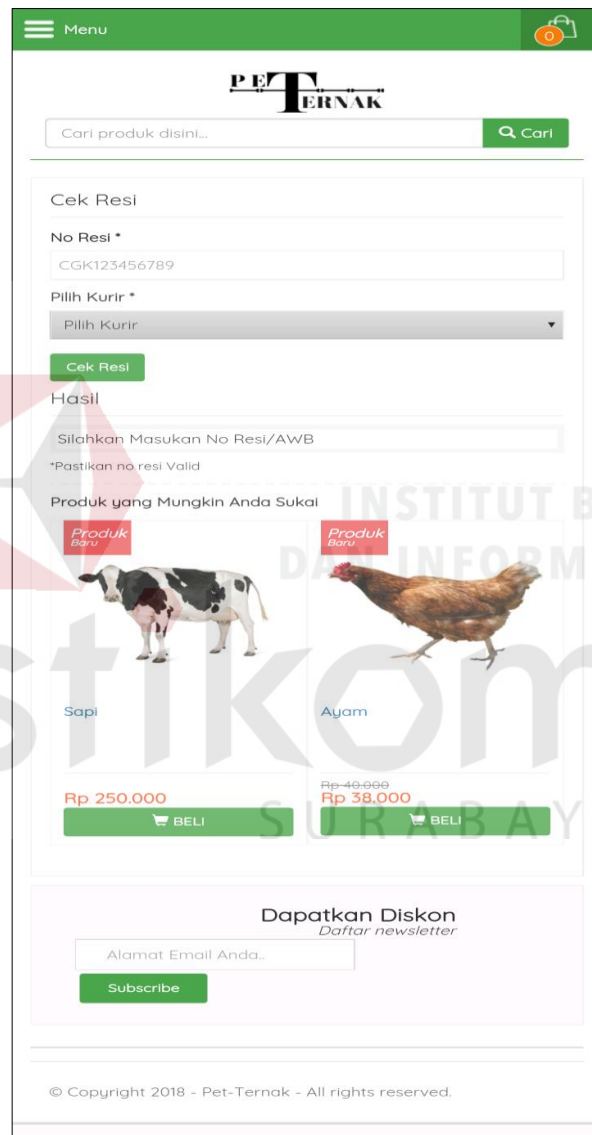 Menu
0
PETERNAK
Cari produk disini...
Cari
Cek Resi
No Resi *
CGK123456789
Pilih Kurir *
Pilih Kurir
Cek Resi
Hasil
Silahkan Masukan No Resi/AWB
*Pastikan no resi Valid
Produk yang Mungkin Anda Sukai
INSTITUT B
DAN INFORM
Produk
Baru
Produk
Baru
stikom
Sapi
Ayam
Rp 250.000
Rp 40.000
Rp 38.000
SURABAY
BELI
BELI
Dapatkan Diskon
Daftar newsletter
Alamat Email Anda..
Subscribe
© Copyright 2018 - Pet-Ternak - All rights reserved.